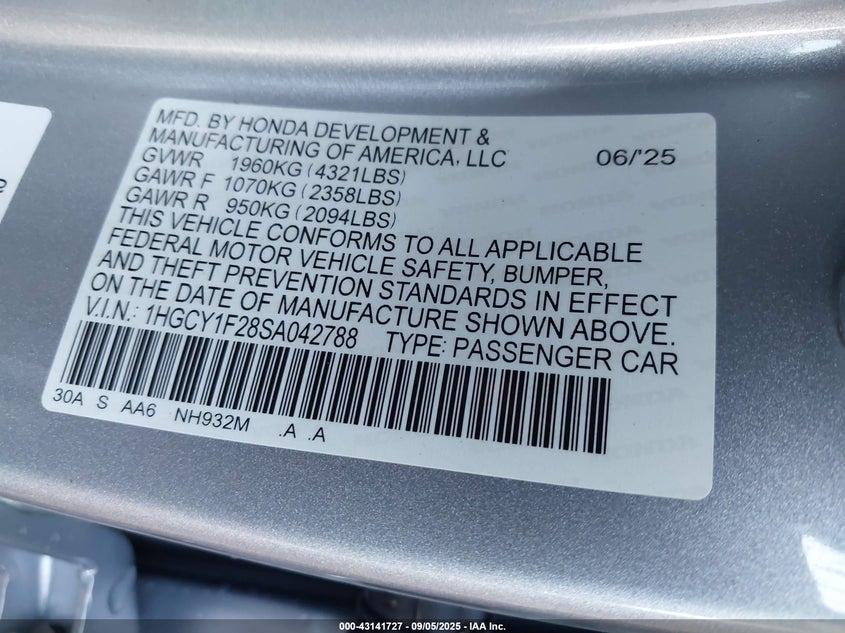 MFD. BY HONDA DEVELOPMENT &
MANUFACTURING OF AMERICA, LLC 06/'25
GVWR 1960KG (4321LBS)
GAWR F 1070KG (2358LBS)
GAWR R 950KG (2094LBS)
THIS VEHICLE CONFORMS TO ALL APPLICABLE
FEDERAL MOTOR VEHICLE SAFETY, BUMPER,
AND THEFT PREVENTION STANDARDS IN EFFECT
ON THE DATE OF MANUFACTURE SHOWN ABOVE.
V.I.N.: 1HGCY1F28SA042788 TYPE: PASSENGER CAR
30A S AA6 NH932M .A .A
000-43141727 - 09/05/2025 - IAA Inc.